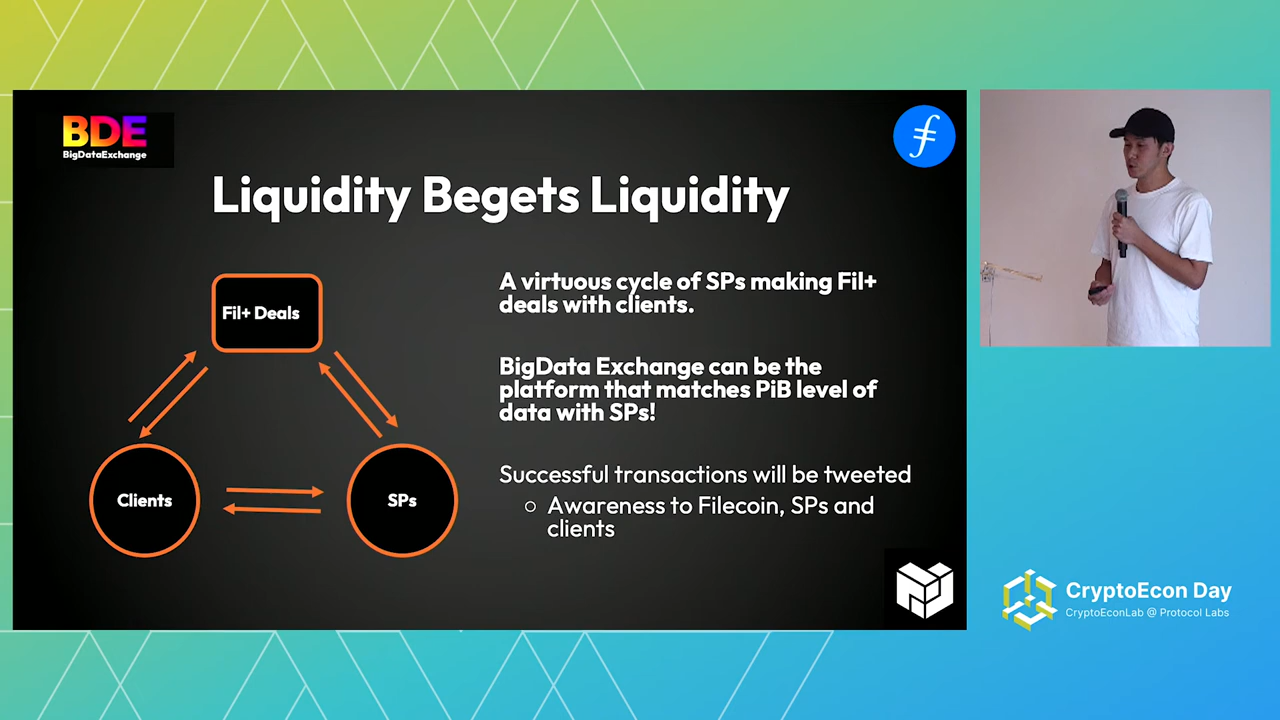 BDE
BigDataExchange
Liquidity Begets Liquidity
Fil+ Deals
Clients
SPs
A virtuous cycle of SPs making Fil+
deals with clients.
BigData Exchange can be the
platform that matches PiB level of
data with SPs!
Successful transactions will be tweeted
○ Awareness to Filecoin, SPs and
clients
CryptoEcon Day
CryptoEconLab @ Protocol Labs